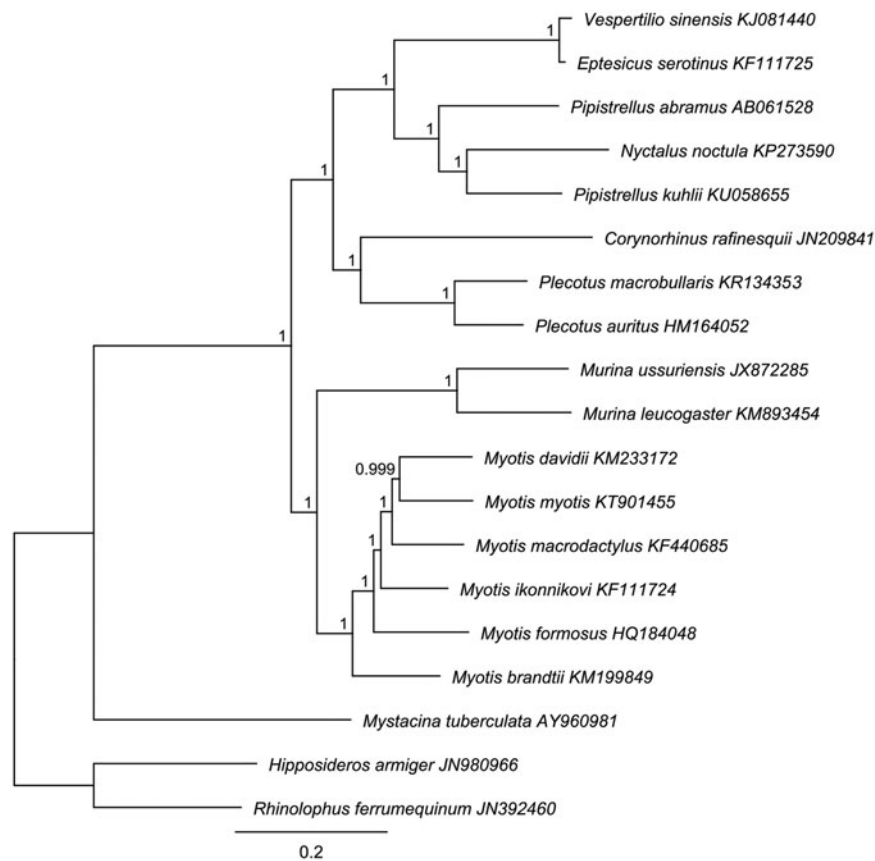 Vespertilio sinensis KJ081440
1
Eptesicus serotinus KF111725
1
Pipistrellus abramus AB061528
1
Nyctalus noctula KP273590
1
Pipistrellus kuhlii KU058655
1
Corynorhinus rafinesquii JN209841
1
Plecotus macrobullaris KR134353
1
Plecotus auritus HM164052
1
Murina ussuriensis JX872285
1
Murina leucogaster KM893454
Myotis davidii KM233172
0.999
Myotis myotis KT901455
1
1
Myotis macrodactylus KF440685
1
Myotis ikonnikovi KF111724
1
Myotis formosus HQ184048
1
Myotis brandtii KM199849
Mystacina tuberculata AY960981
Hipposideros armiger JN980966
Rhinolophus ferrumequinum JN392460
0.2